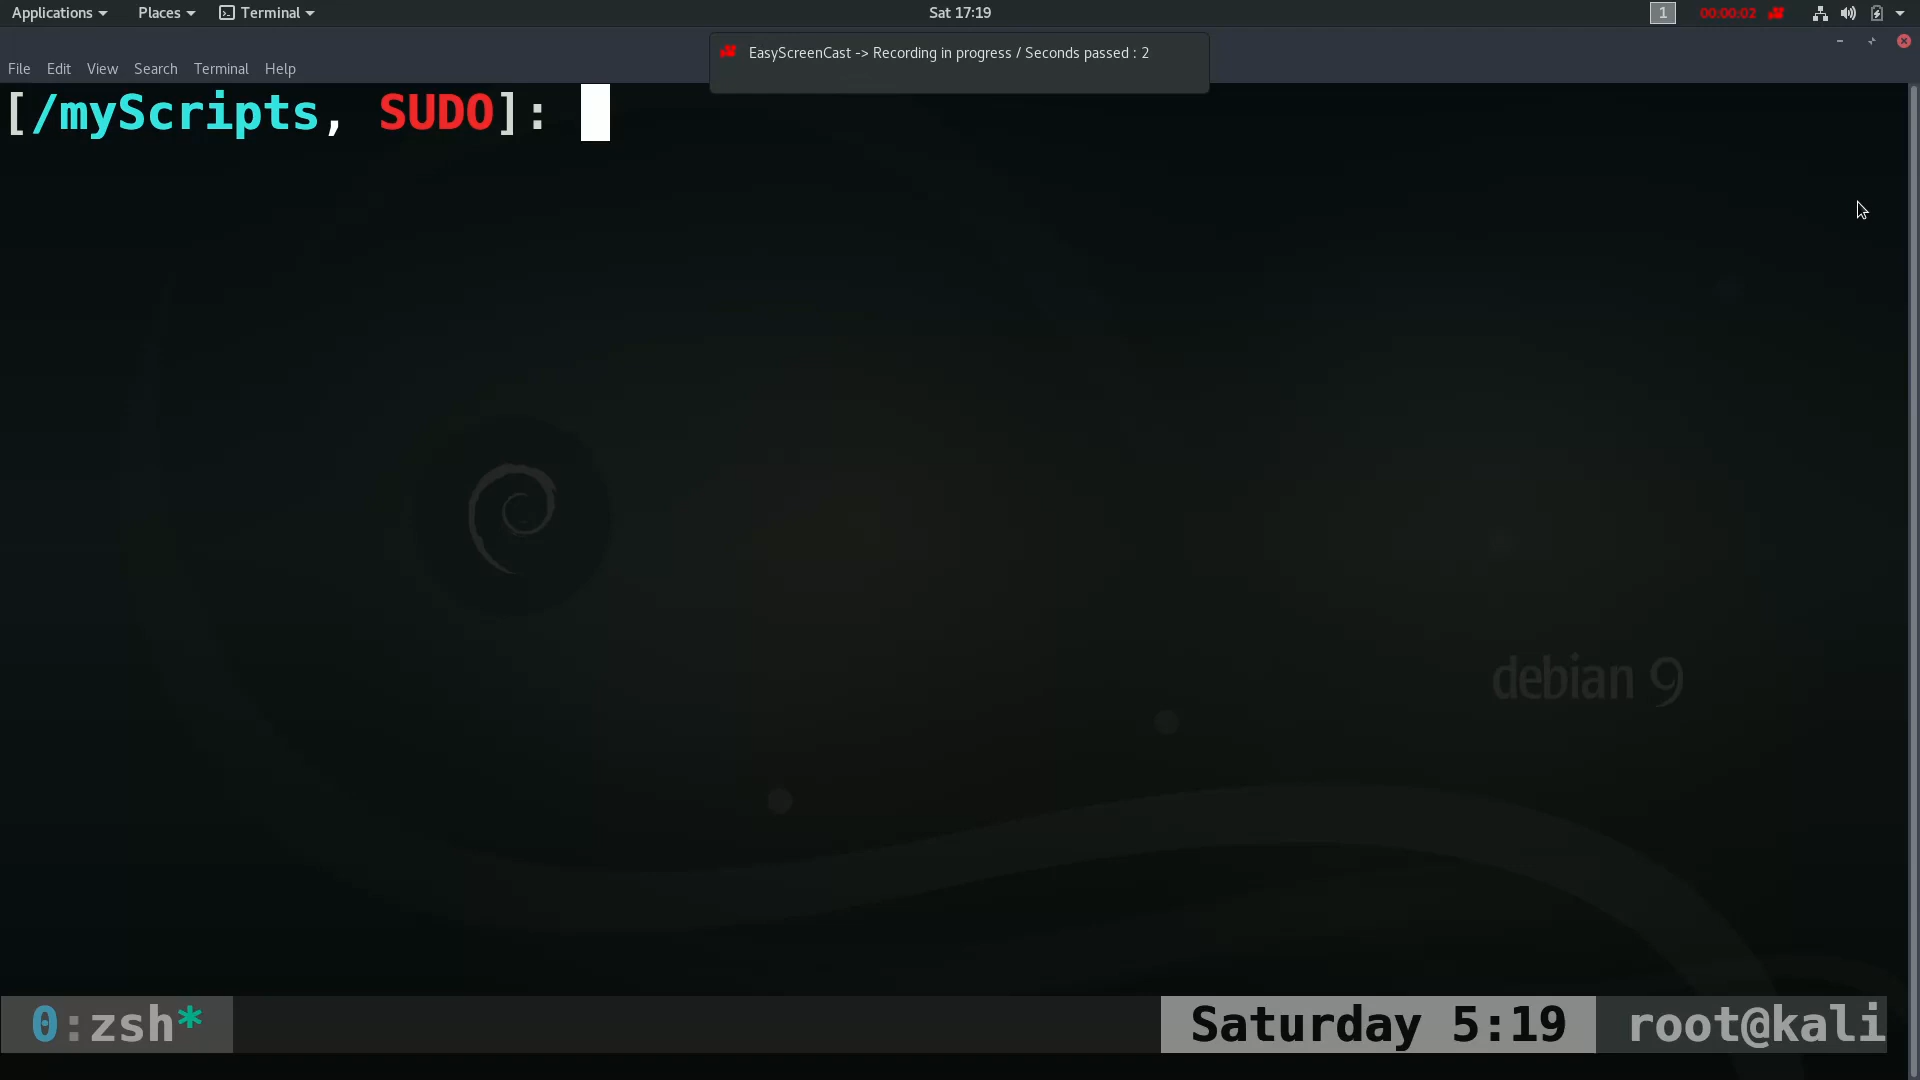 Applications Places Terminal Sat 17:19 1 00:00:02
EasyScreenCast -> Recording in progress / Seconds passed : 2
File Edit View Search Terminal Help
[/myScripts, SUDO]:
debian 9
0:zsh* Saturday 5:19 root@kali